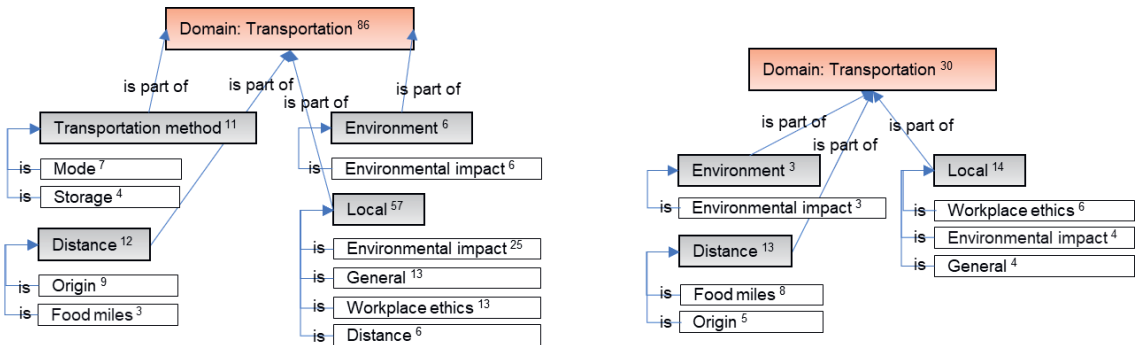 Domain: Transportation 86
is part of
is part of
is part of
is part of
Transportation method 11
is Mode 7
is Storage 4
Distance 12
is Origin 9
is Food miles 3
Environment 6
is Environmental impact 6
Local 57
is Environmental impact 25
is General 13
is Workplace ethics 13
is Distance 6
Domain: Transportation 30
is part of
is part of
is part of
Environment 3
is Environmental impact 3
Distance 13
is Food miles 8
is Origin 5
Local 14
is Workplace ethics 6
is Environmental impact 4
is General 4